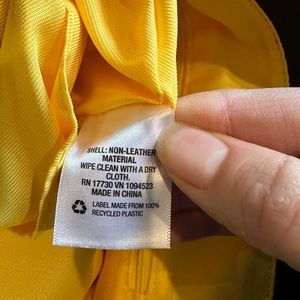 SHELL: NON-LEATHER
MATERIAL
WIPE CLEAN WITH A DRY
CLOTH.
RN 17730 VN 1094523
MADE IN CHINA
LABEL MADE FROM 100%
RECYCLED PLASTIC